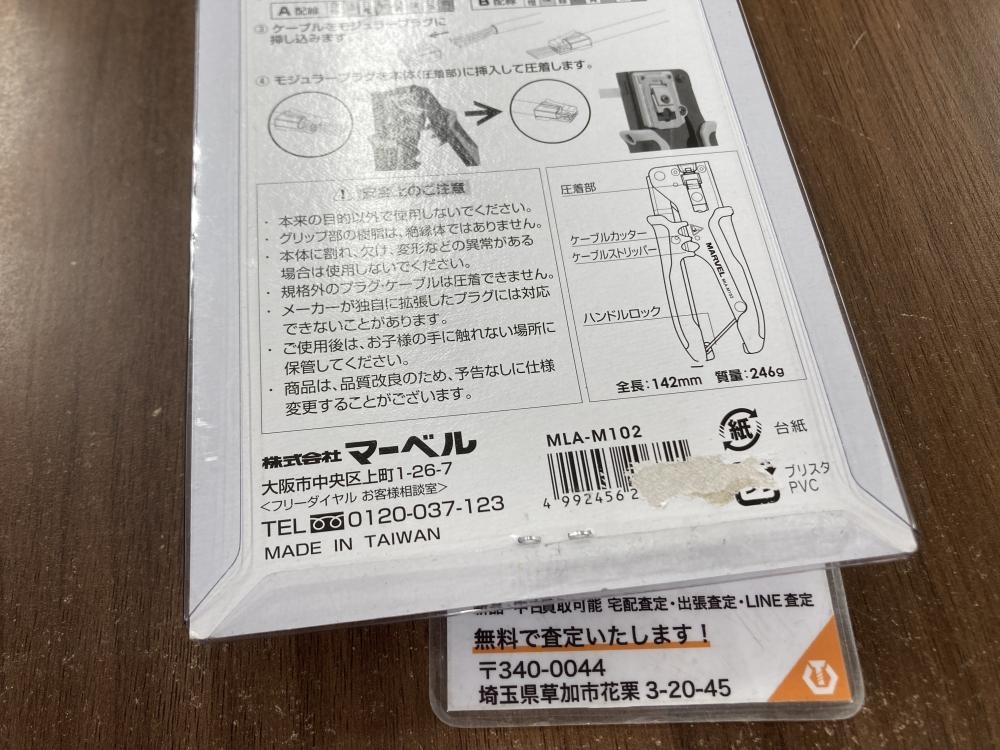 A 配線
B 配線
③ ケーブルをモジュラープラグに
押し込みます
④ モジュラープラグを本体(圧着部)に挿入して圧着します。
安全上のご注意
・ 本来の目的以外で使用しないでください。
・ グリップ部の樹脂は、絶縁体ではありません。
・ 本体に割れ、欠け、変形などの異常がある
場合は使用しないでください。
・ 規格外のプラグ・ケーブルは圧着できません。
・ メーカーが独自に拡張したプラグには対応
できないことがあります。
・ ご使用後は、お子様の手に触れない場所に
保管してください。
・ 商品は、品質改良のため、予告なしに仕様
変更することがございます。
圧着部
ケーブルカッター
ケーブルストリッパー
MARVEL
ハンドルロック
全長:142mm 質量:246g
株式会社 マーベル
大阪市中央区上町1-26-7
<フリーダイヤル お客様相談室>
TEL 0120-037-123
MADE IN TAIWAN
MLA-M102
4 992456 2
紙 台紙
ブリスタ
PVC
新品・中古買取可能 宅配査定・出張査定・LINE査定
無料で査定いたします!
〒340-0044
埼玉県草加市花栗 3-20-45